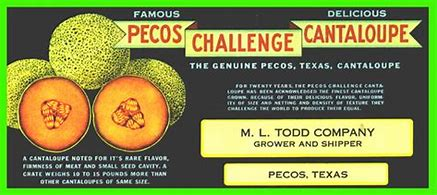 FAMOUS
DELICIOUS
PECOS CHALLENGE CANTALOUPE
THE GENUINE PECOS, TEXAS, CANTALOUPE
FOR TWENTY YEARS, THE PECOS CHALLENGE CANTA-
LOUPE HAS BEEN ACKNOWLEDGED THE FINEST CANTALOUPE
GROWN. BECAUSE OF THEIR DELICIOUS FLAVOR, UNIFORM-
ITY OF SIZE AND NETTING AND DENSITY OF TEXTURE THEY
CHALLENGE THE WORLD TO PRODUCE THEIR EQUAL.
M. L. TODD COMPANY
GROWER AND SHIPPER
PECOS, TEXAS
A CANTALOUPE NOTED FOR IT'S RARE FLAVOR,
FIRMNESS OF MEAT AND SMALL SEED CAVITY. A
CRATE WEIGHS 10 TO 15 POUNDS MORE THAN
OTHER CANTALOUPES OF SAME SIZE.